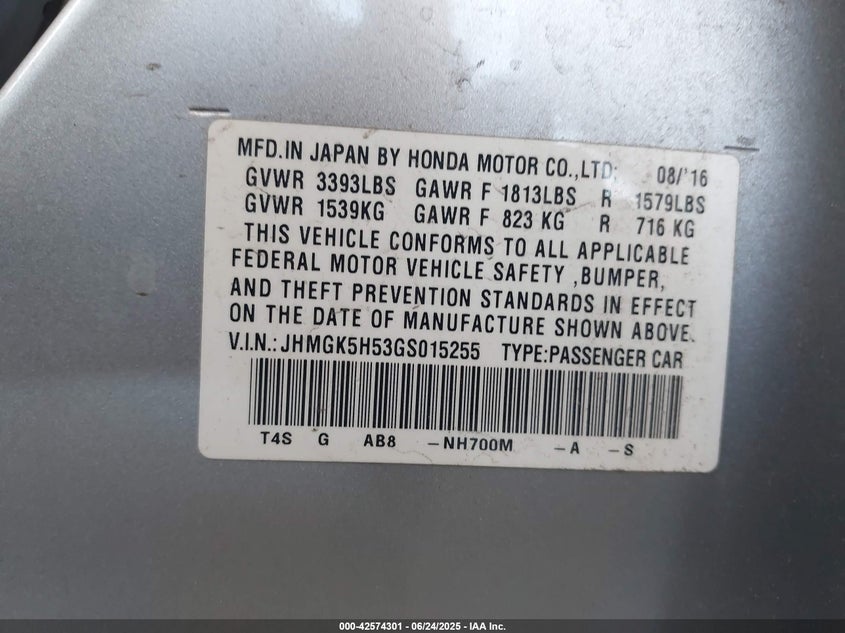 MFD.IN JAPAN BY HONDA MOTOR CO.,LTD: 08/'16
GVWR 3393LBS GAWR F 1813LBS R 1579LBS
GVWR 1539KG GAWR F 823 KG R 716 KG
THIS VEHICLE CONFORMS TO ALL APPLICABLE
FEDERAL MOTOR VEHICLE SAFETY ,BUMPER,
AND THEFT PREVENTION STANDARDS IN EFFECT
ON THE DATE OF MANUFACTURE SHOWN ABOVE.
V.I.N.: JHMGK5H53GS015255 TYPE:PASSENGER CAR
T4S G AB8 -NH700M -A -S
000-42574301 - 06/24/2025 - IAA Inc.